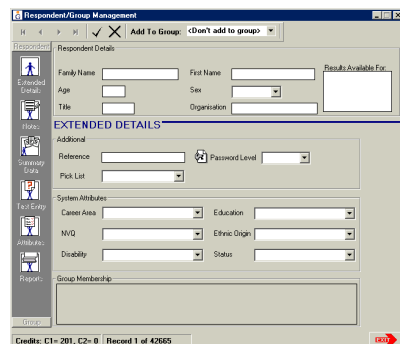 Respondent/Group Management
Add To Group: <Don't add to group>
Respondent
Respondent Details
Family Name First Name Results Available For:
Age Sex
Title Organisation
Extended Details
EXTENDED DETAILS
Notes
Additional
Reference Password Level
Pick List
Summary Data
System Attributes
Career Area Education
Test Entry
NVQ Ethnic Origin
Attributes
Disability Status
Reports
Group Membership
Group
Credits: C1= 201, C2= 0 Record 1 of 42665
EXIT